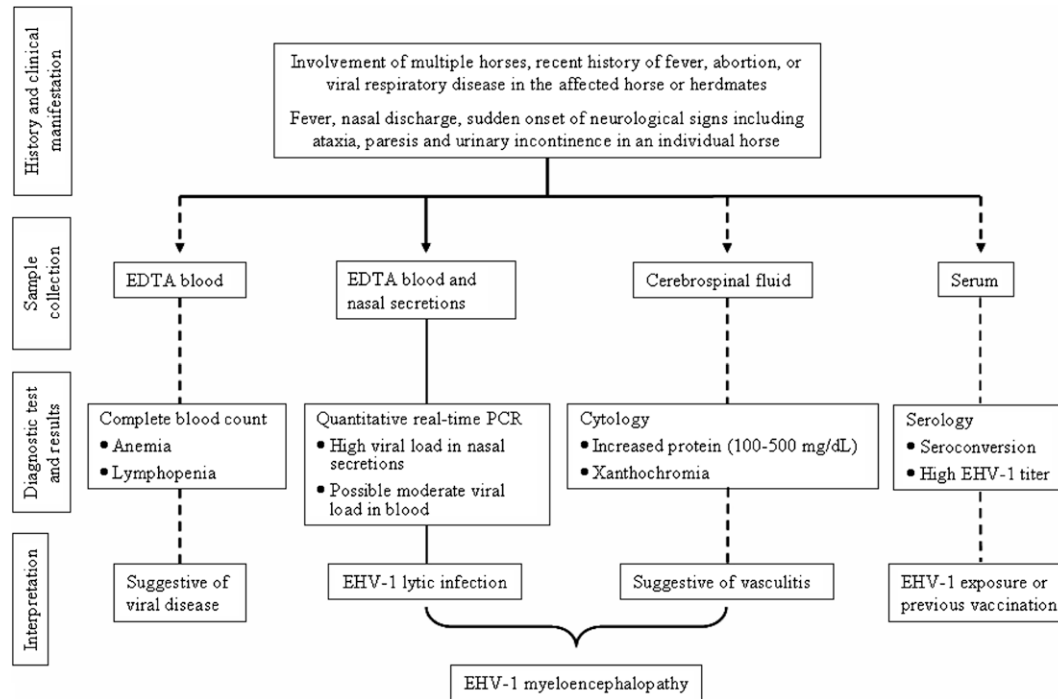 History and clinical
manifestation
Involvement of multiple horses, recent history of fever, abortion, or
viral respiratory disease in the affected horse or herdmates
Fever, nasal discharge, sudden onset of neurological signs including
ataxia, paresis and urinary incontinence in an individual horse
Sample
collection
EDTA blood
EDTA blood and
nasal secretions
Cerebrospinal fluid
Serum
Diagnostic test
and results
Complete blood count
● Anemia
● Lymphopenia
Quantitative real-time PCR
● High viral load in nasal
secretions
● Possible moderate viral
load in blood
Cytology
● Increased protein (100-500 mg/dL)
● Xanthochromia
Serology
● Seroconversion
● High EHV-1 titer
Interpretation
Suggestive of
viral disease
EHV-1 lytic infection
Suggestive of vasculitis
EHV-1 exposure or
previous vaccination
EHV-1 myeloencephalopathy